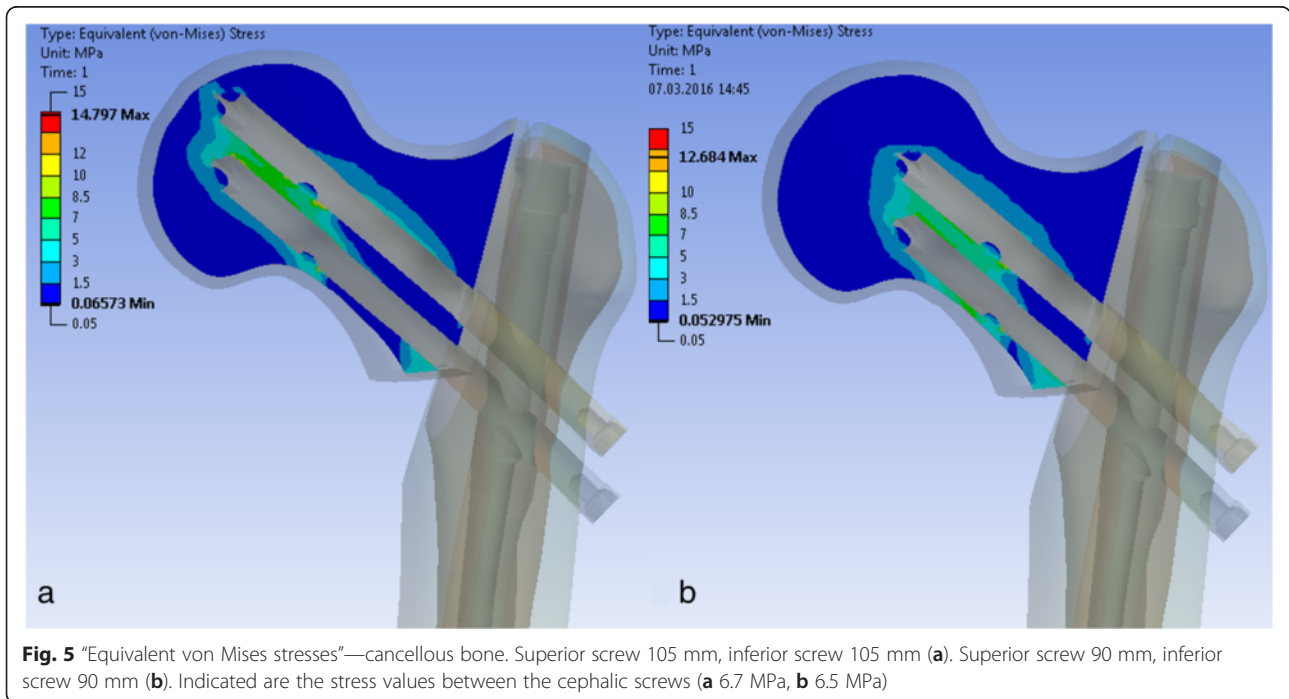 Type: Equivalent (von-Mises) Stress
Unit: MPa
Time: 1
15
14.797 Max
12
10
8.5
7
5
3
1.5
0.06573 Min
0.05
a
Type: Equivalent (von-Mises) Stress
Unit: MPa
Time: 1
07.03.2016 14:45
15
12.684 Max
10
8.5
7
5
3
1.5
0.052975 Min
0.05
b
Fig. 5 “Equivalent von Mises stresses”—cancellous bone. Superior screw 105 mm, inferior screw 105 mm (a). Superior screw 90 mm, inferior
screw 90 mm (b). Indicated are the stress values between the cephalic screws (a 6.7 MPa, b 6.5 MPa)